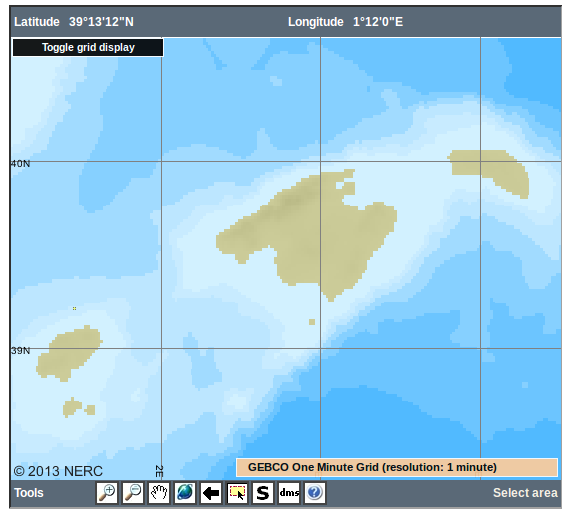 Latitude 39°13'12"N Longitude 1°12'0"E
Toggle grid display
40N
39N
2E
© 2013 NERC
GEBCO One Minute Grid (resolution: 1 minute)
Tools S dms ? Select area